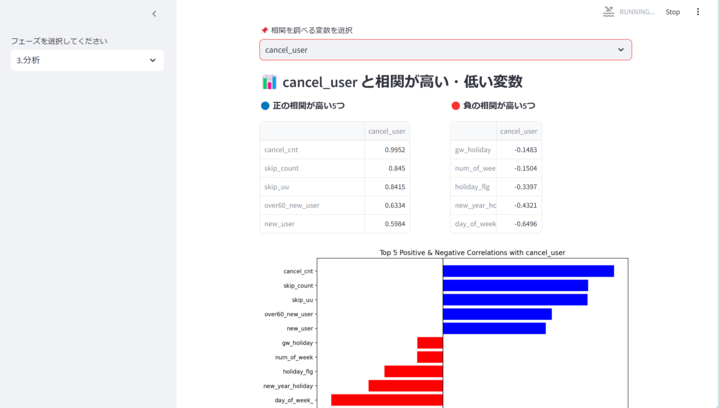 RUNNING...
Stop
フェーズを選択してください
3.分析
📌 相関を調べる変数を選択
cancel_user
📊 cancel_user と相関が高い・低い変数
🔵 正の相関が高い5つ
🔴 負の相関が高い5つ
cancel_user
cancel_cnt 0.9952
skip_count 0.845
skip_uu 0.8415
over60_new_user 0.6334
new_user 0.5984
cancel_user
gw_holiday -0.1483
num_of_wee -0.1504
holiday_flg -0.3397
new_year_ho -0.4321
day_of_week -0.6496
Top 5 Positive & Negative Correlations with cancel_user
cancel_cnt
skip_count
skip_uu
over60_new_user
new_user
gw_holiday
num_of_week
holiday_flg
new_year_holiday
day_of_week_